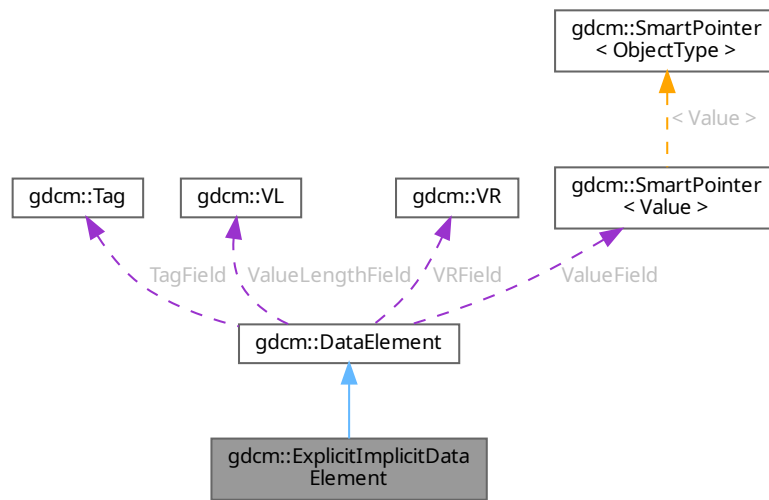 gdcm::SmartPointer
< ObjectType >
< Value >
gdcm::Tag
gdcm::VL
gdcm::VR
gdcm::SmartPointer
< Value >
TagField
ValueLengthField
VRField
ValueField
gdcm::DataElement
gdcm::ExplicitImplicitData
Element